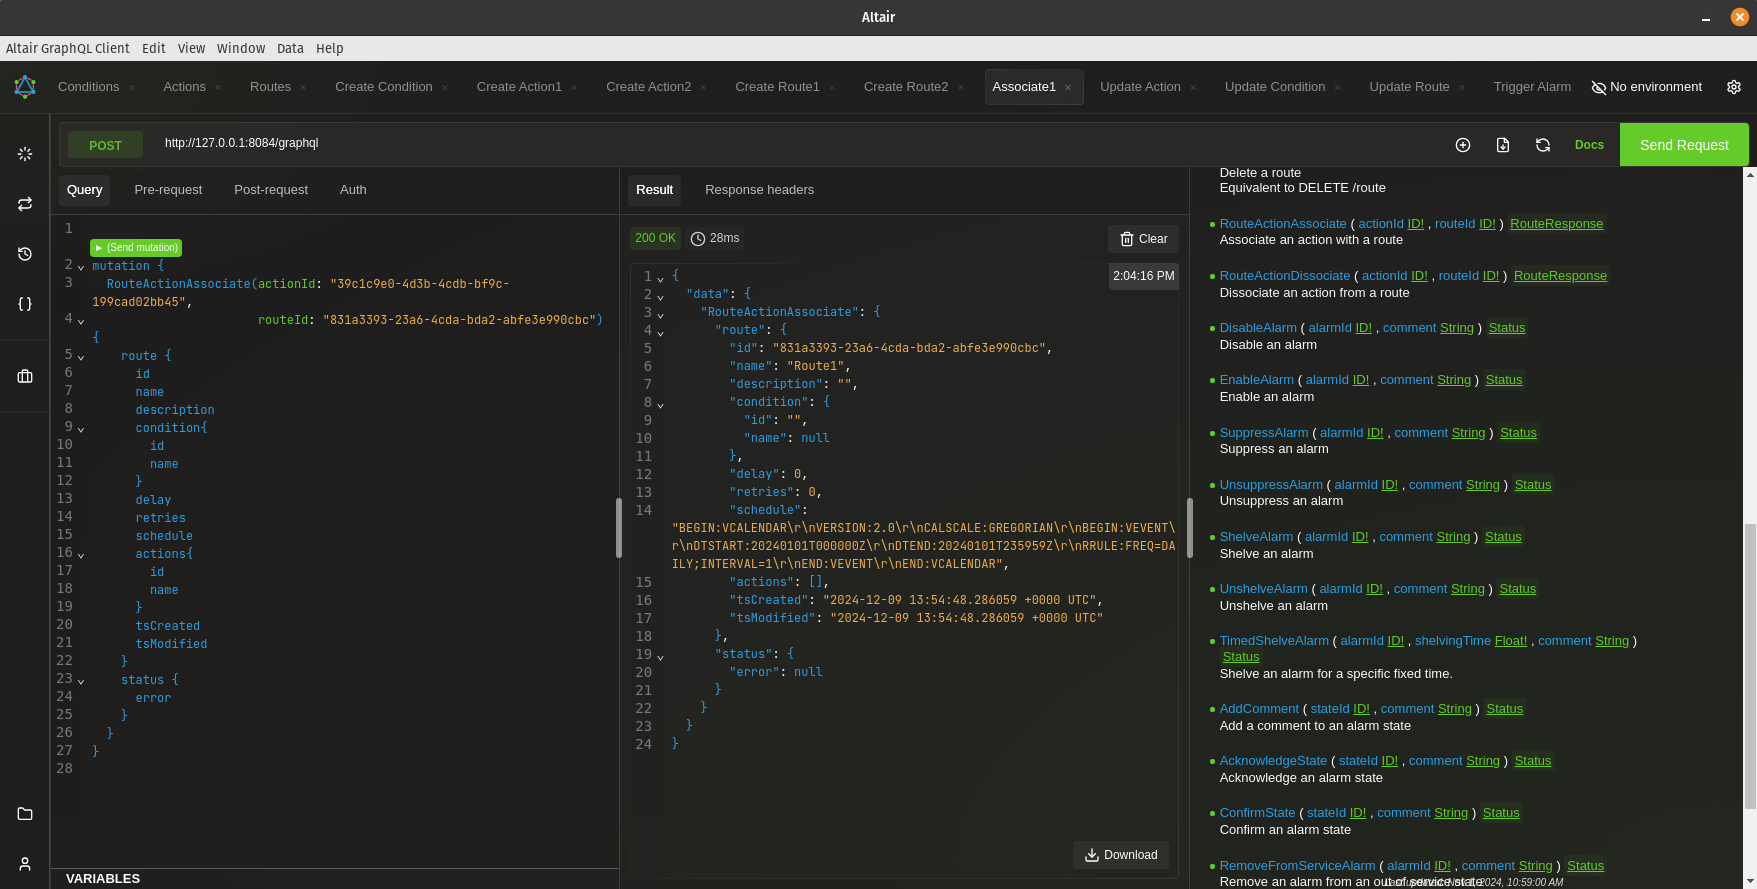 Altair
Altair GraphQL Client Edit View Window Data Help
Conditions × Actions × Routes × Create Condition × Create Action1 × Create Action2 × Create Route1 × Create Route2 × Associate1 × Update Action × Update Condition × Update Route × Trigger Alarm No environment
POST http://127.0.0.1:8084/graphql Docs Send Request
Query Pre-request Post-request Auth
1
► (Send mutation)
2 mutation {
3 RouteActionAssociate(actionId: "39c1c9e0-4d3b-4cdb-bf9c-
199cad02bb45",
4 routeId: "831a3393-23a6-4cda-bda2-abfe3e990cbc")
{
5 route {
6 id
7 name
8 description
9 condition{
10 id
11 name
12 }
13 delay
14 retries
15 schedule
16 actions{
17 id
18 name
19 }
20 tsCreated
21 tsModified
22 }
23 status {
24 error
25 }
26 }
27 }
28
VARIABLES
Result Response headers
200 OK 28ms Clear
2:04:16 PM
1 {
2 "data": {
3 "RouteActionAssociate": {
4 "route": {
5 "id": "831a3393-23a6-4cda-bda2-abfe3e990cbc",
6 "name": "Route1",
7 "description": "",
8 "condition": {
9 "id": "",
10 "name": null
11 },
12 "delay": 0,
13 "retries": 0,
14 "schedule":
"BEGIN:VCALENDAR\r\nVERSION:2.0\r\nCALSCALE:GREGORIAN\r\nBEGIN:VEVENT\
r\nDTSTART:20240101T000000Z\r\nDTEND:20240101T235959Z\r\nRRULE:FREQ=DA
ILY;INTERVAL=1\r\nEND:VEVENT\r\nEND:VCALENDAR",
15 "actions": [],
16 "tsCreated": "2024-12-09 13:54:48.286059 +0000 UTC",
17 "tsModified": "2024-12-09 13:54:48.286059 +0000 UTC"
18 },
19 "status": {
20 "error": null
21 }
22 }
23 }
24 }
Download
Delete a route
Equivalent to DELETE /route
RouteActionAssociate ( actionId ID! , routeId ID! ) RouteResponse
Associate an action with a route
RouteActionDissociate ( actionId ID! , routeId ID! ) RouteResponse
Dissociate an action from a route
DisableAlarm ( alarmId ID! , comment String ) Status
Disable an alarm
EnableAlarm ( alarmId ID! , comment String ) Status
Enable an alarm
SuppressAlarm ( alarmId ID! , comment String ) Status
Suppress an alarm
UnsuppressAlarm ( alarmId ID! , comment String ) Status
Unsuppress an alarm
ShelveAlarm ( alarmId ID! , comment String ) Status
Shelve an alarm
UnshelveAlarm ( alarmId ID! , comment String ) Status
Unshelve an alarm
TimedShelveAlarm ( alarmId ID! , shelvingTime Float! , comment String )
Status
Shelve an alarm for a specific fixed time.
AddComment ( stateId ID! , comment String ) Status
Add a comment to an alarm state
AcknowledgeState ( stateId ID! , comment String ) Status
Acknowledge an alarm state
ConfirmState ( stateId ID! , comment String ) Status
Confirm an alarm state
RemoveFromServiceAlarm ( alarmId ID! , comment String ) Status
Remove an alarm from an out of service state
2024, 10:59:00 AM